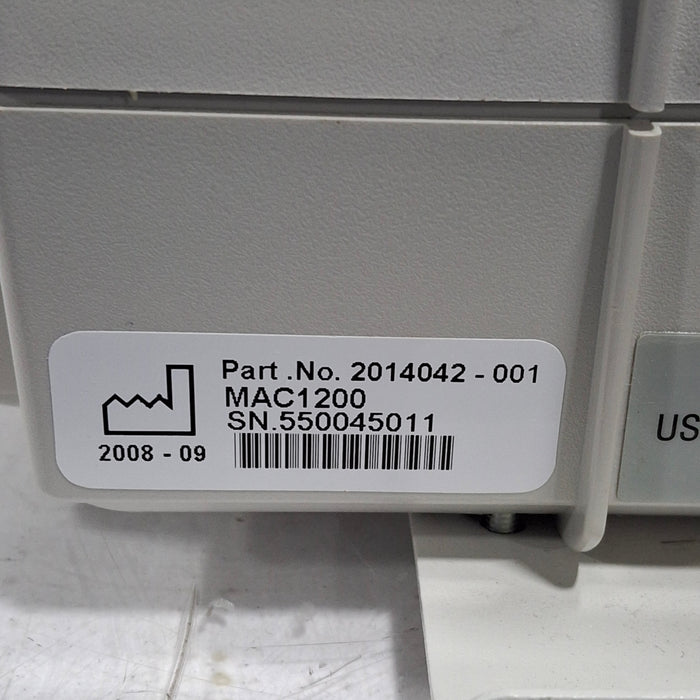 Part .No. 2014042 - 001
MAC1200
SN.550045011
2008 - 09
US